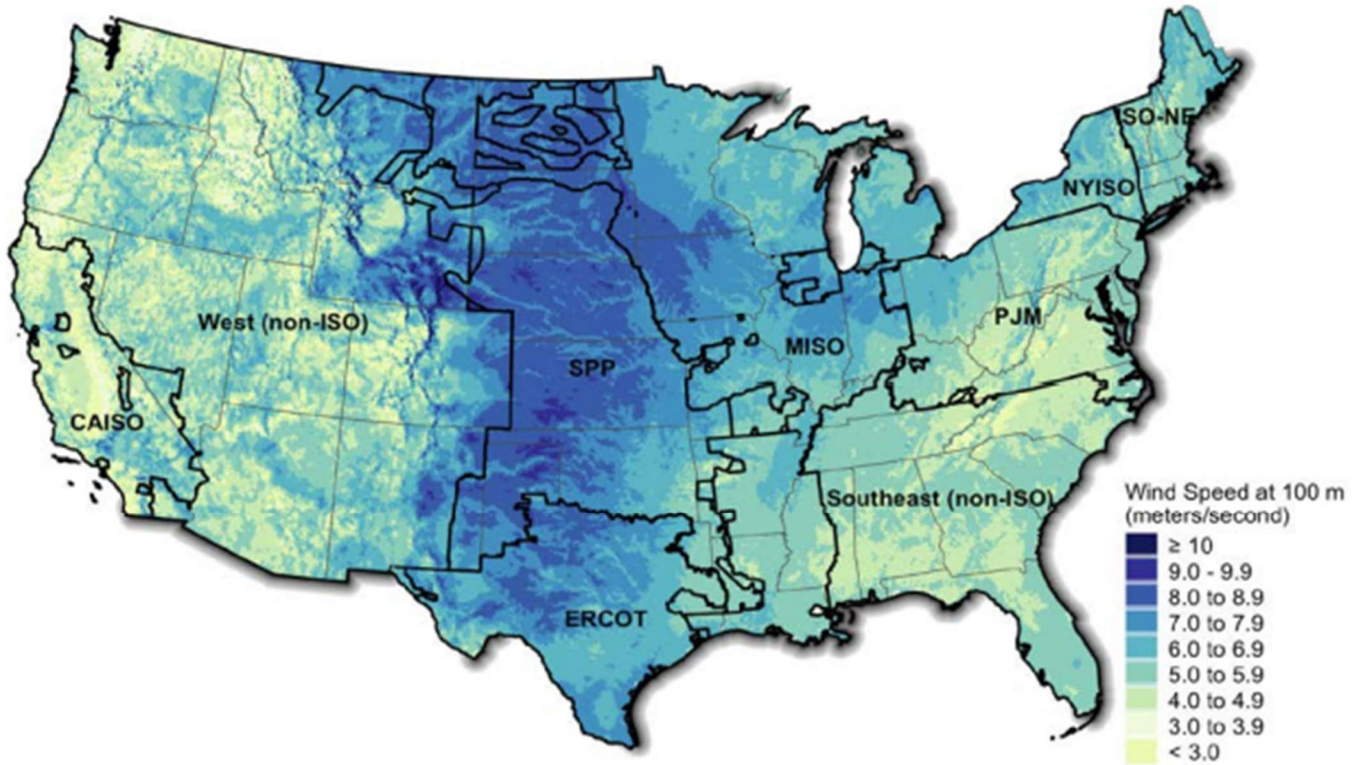 ISO-NE
NYISO
West (non-ISO)
PJM
MISO
SPP
CAISO
Southeast (non-ISO)
ERCOT
Wind Speed at 100 m
(meters/second)
≥ 10
9.0 - 9.9
8.0 to 8.9
7.0 to 7.9
6.0 to 6.9
5.0 to 5.9
4.0 to 4.9
3.0 to 3.9
< 3.0